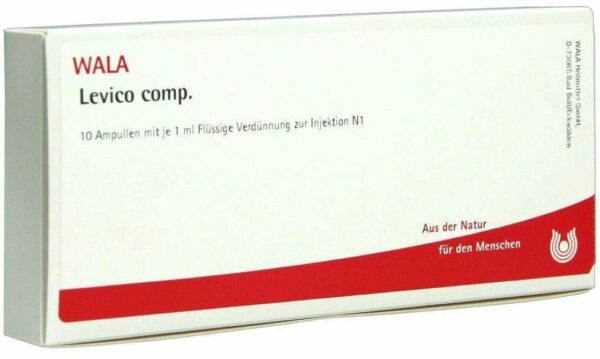 WALA
Levico comp.
10 Ampullen mit je 1 ml Flüssige Verdünnung zur Injektion N1
Aus der Natur
für den Menschen
WALA Heilmittel GmbH,
D-73085 Bad Boll/Eckwälden